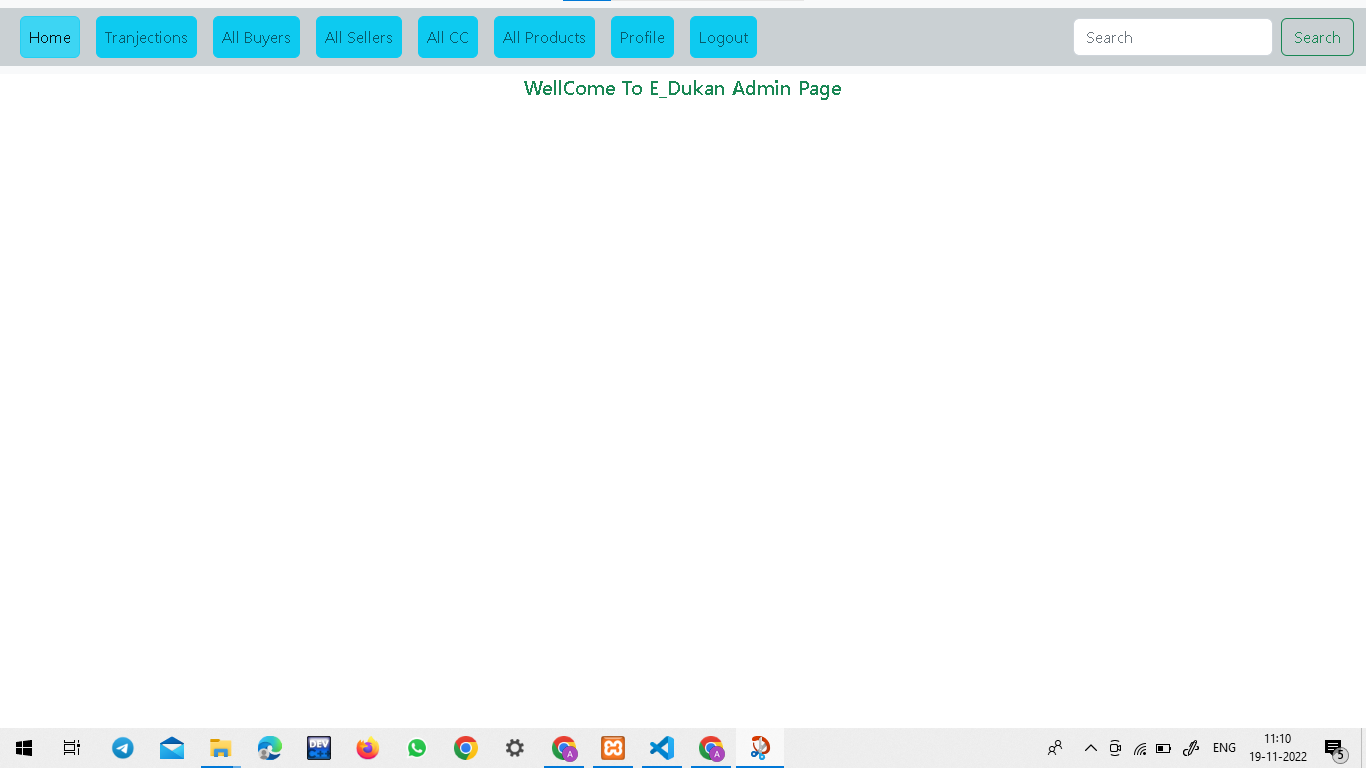 Home Tranjections All Buyers All Sellers All CC All Products Profile Logout Search Search
WellCome To E_Dukan Admin Page
DEV
C++
A
A
ENG
11:10
19-11-2022
5